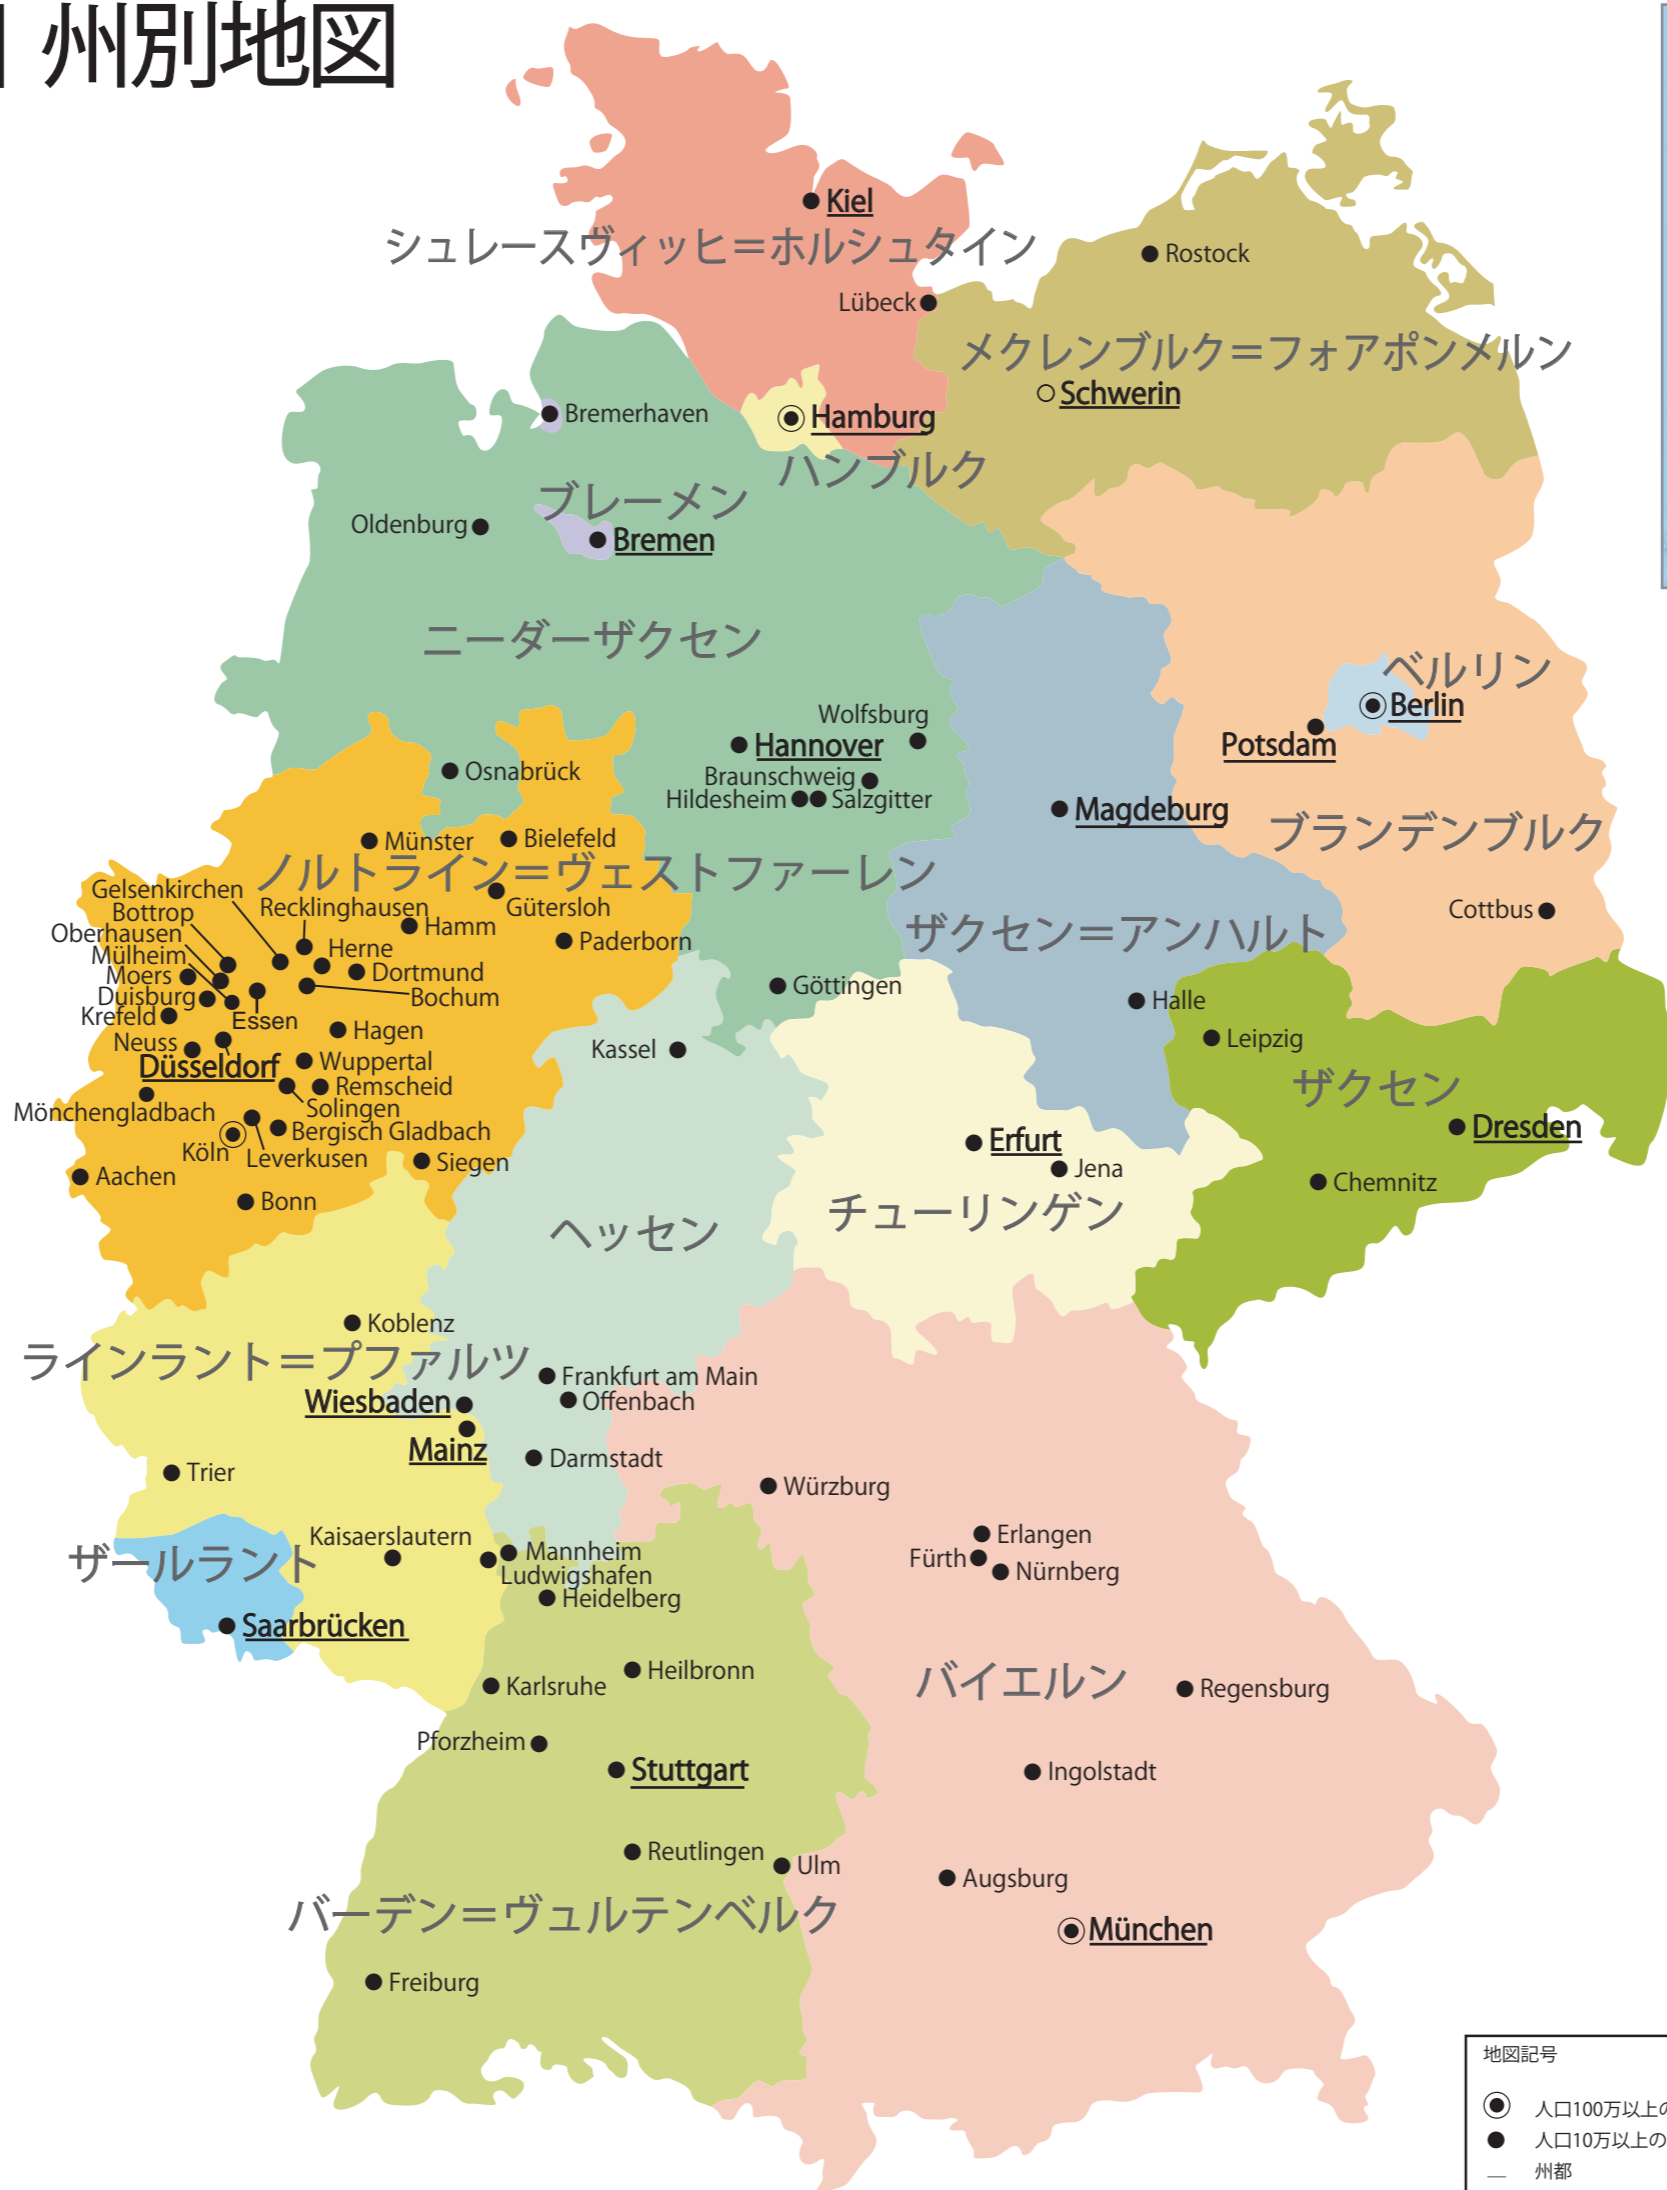 州別地図
Kiel
シュレースヴィッヒ＝ホルシュタイン
Rostock
Lübeck
メクレンブルク＝フォアポンメルン
Schwerin
Bremerhaven
Hamburg
ハンブルク
ブレーメン
Oldenburg
Bremen
ニーダーザクセン
ベルリン
Berlin
Potsdam
Wolfsburg
Hannover
Osnabrück
Braunschweig
Hildesheim
Salzgitter
Magdeburg
ブランデンブルク
Münster
Bielefeld
ノルトライン＝ヴェストファーレン
Gelsenkirchen
Recklinghausen
Gütersloh
Bottrop
Hamm
Cottbus
Oberhausen
ザクセン＝アンハルト
Paderborn
Mülheim
Herne
Moers
Dortmund
Göttingen
Duisburg
Bochum
Halle
Krefeld
Essen
Hagen
Leipzig
Neuss
Kassel
Düsseldorf
Wuppertal
Remscheid
ザクセン
Mönchengladbach
Solingen
Bergisch Gladbach
Dresden
Köln
Leverkusen
Siegen
Erfurt
Jena
Aachen
Chemnitz
Bonn
チューリンゲン
ヘッセン
Koblenz
ラインラント＝プファルツ
Frankfurt am Main
Wiesbaden
Offenbach
Mainz
Darmstadt
Trier
Würzburg
Kaisaerslautern
Erlangen
ザールラント
Mannheim
Fürth
Ludwigshafen
Nürnberg
Heidelberg
Saarbrücken
Heilbronn
バイエルン
Karlsruhe
Regensburg
Pforzheim
Stuttgart
Ingolstadt
Reutlingen
Ulm
Augsburg
バーデン＝ヴュルテンベルク
München
Freiburg
地図記号
人口100万以上の
人口10万以上の
州都